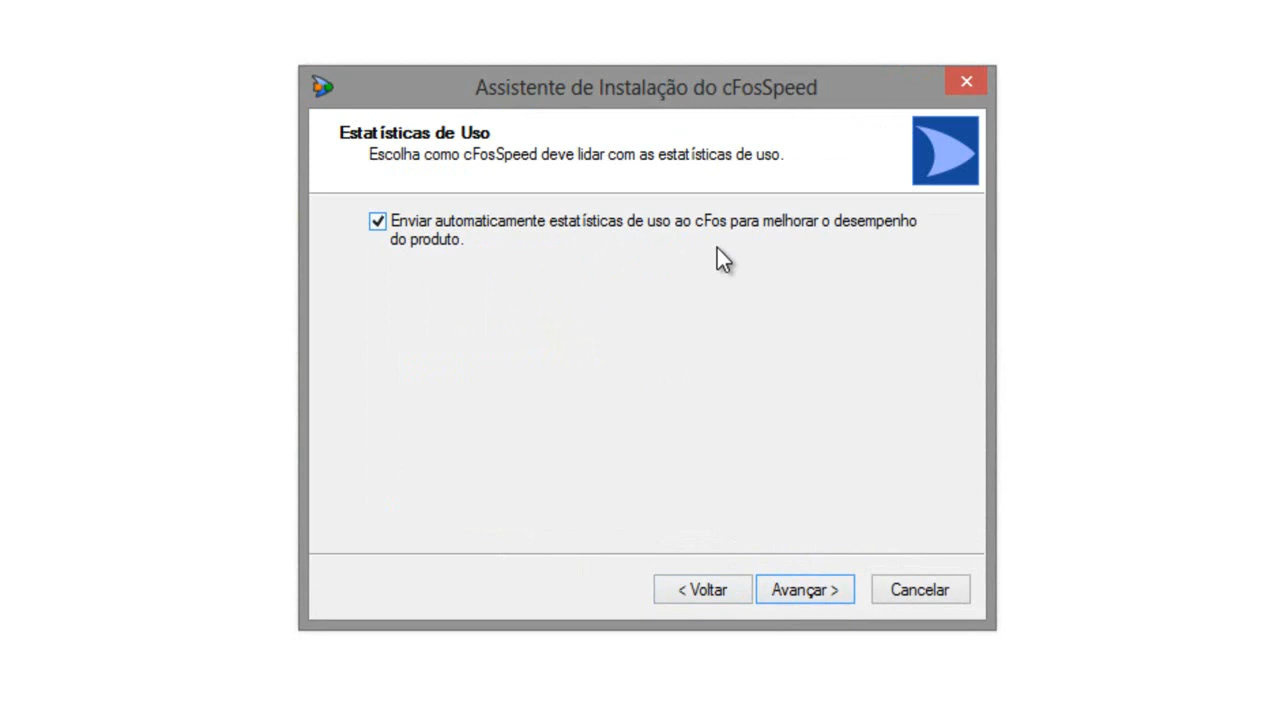 Assistente de Instalação do cFosSpeed
Estatísticas de Uso
Escolha como cFosSpeed deve lidar com as estatísticas de uso.
Enviar automaticamente estatísticas de uso ao cFos para melhorar o desempenho
do produto.
< Voltar
Avançar >
Cancelar